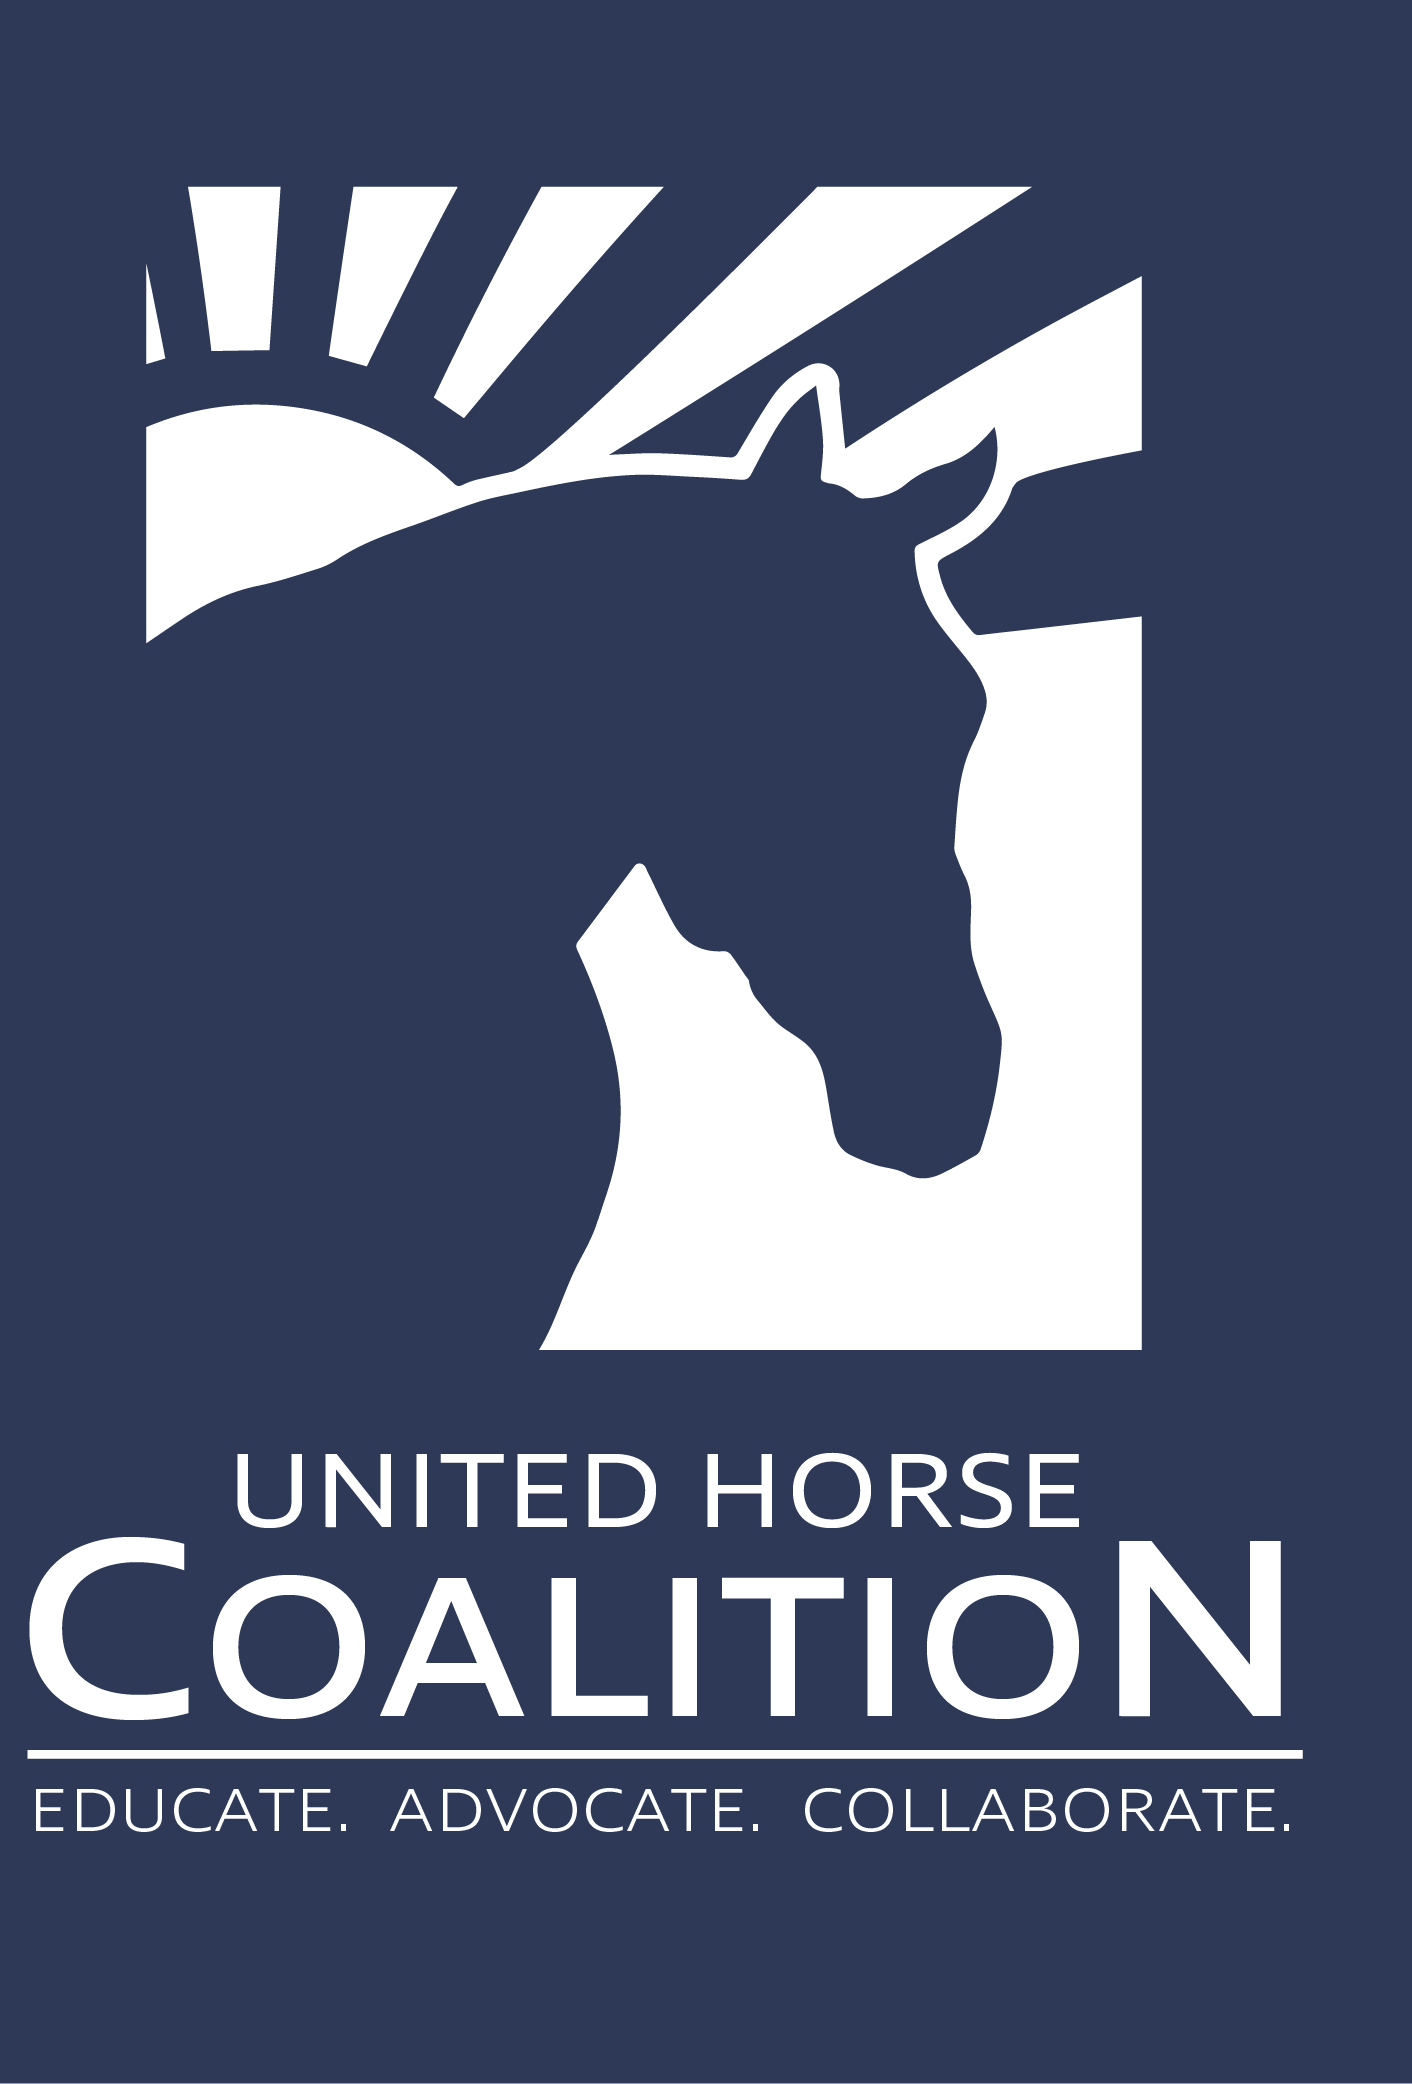 UNITED HORSE
COALITION
EDUCATE. ADVOCATE. COLLABORATE.